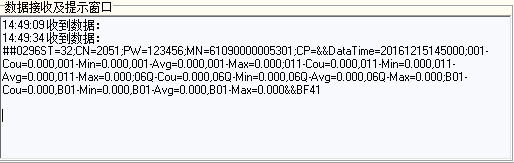 数据接收及提示窗口
14:49:09收到数据：
14:49:34收到数据：
##0296ST=32;CN=2051;PW=123456;MN=61090000005301;CP=&&DataTime=20161215145000;001-
Cou=0.000,001-Min=0.000,001-Avg=0.000,001-Max=0.000;011-Cou=0.000,011-Min=0.000,011-
Avg=0.000,011-Max=0.000;06Q-Cou=0.000,06Q-Min=0.000,06Q-Avg=0.000,06Q-Max=0.000;B01-
Cou=0.000,B01-Min=0.000,B01-Avg=0.000,B01-Max=0.000&&BF41